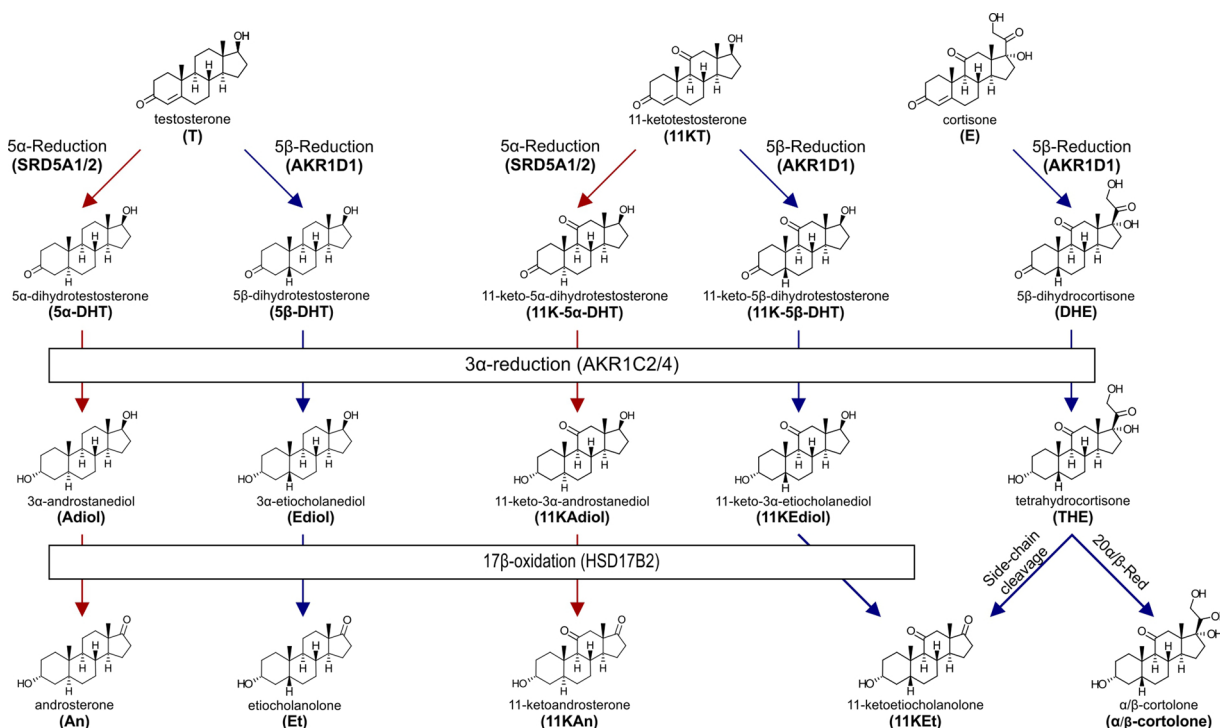 OH
O
testosterone
(T)
O
OH
O
11-ketotestosterone
(11KT)
OH
O
OH
O
O
cortisone
(E)
5α-Reduction
(SRD5A1/2)
5β-Reduction
(AKR1D1)
5α-Reduction
(SRD5A1/2)
5β-Reduction
(AKR1D1)
5β-Reduction
(AKR1D1)
5α-dihydrotestosterone
(5α-DHT)
5β-dihydrotestosterone
(5β-DHT)
11-keto-5α-dihydrotestosterone
(11K-5α-DHT)
11-keto-5β-dihydrotestosterone
(11K-5β-DHT)
5β-dihydrocortisone
(DHE)
3α-reduction (AKR1C2/4)
3α-androstanediol
(Adiol)
3α-etiocholanediol
(Ediol)
11-keto-3α-androstanediol
(11KAdiol)
11-keto-3α-etiocholanediol
(11KEdiol)
tetrahydrocortisone
(THE)
17β-oxidation (HSD17B2)
Side-chain
cleavage
20α/β-Red
androsterone
(An)
etiocholanolone
(Et)
11-ketoandrosterone
(11KAn)
11-ketoetiocholanolone
(11KEt)
α/β-cortolone
(α/β-cortolone)